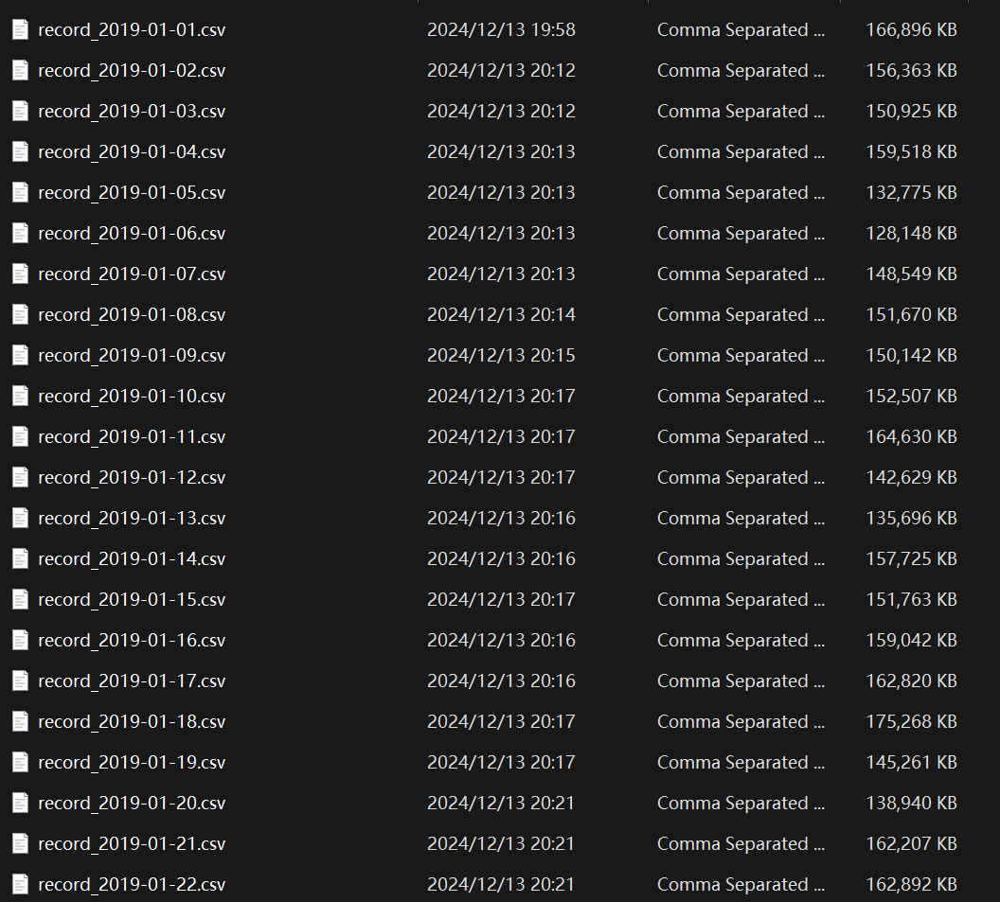 record_2019-01-01.csv 2024/12/13 19:58 Comma Separated ... 166,896 KB
record_2019-01-02.csv 2024/12/13 20:12 Comma Separated ... 156,363 KB
record_2019-01-03.csv 2024/12/13 20:12 Comma Separated ... 150,925 KB
record_2019-01-04.csv 2024/12/13 20:13 Comma Separated ... 159,518 KB
record_2019-01-05.csv 2024/12/13 20:13 Comma Separated ... 132,775 KB
record_2019-01-06.csv 2024/12/13 20:13 Comma Separated ... 128,148 KB
record_2019-01-07.csv 2024/12/13 20:13 Comma Separated ... 148,549 KB
record_2019-01-08.csv 2024/12/13 20:14 Comma Separated ... 151,670 KB
record_2019-01-09.csv 2024/12/13 20:15 Comma Separated ... 150,142 KB
record_2019-01-10.csv 2024/12/13 20:17 Comma Separated ... 152,507 KB
record_2019-01-11.csv 2024/12/13 20:17 Comma Separated ... 164,630 KB
record_2019-01-12.csv 2024/12/13 20:17 Comma Separated ... 142,629 KB
record_2019-01-13.csv 2024/12/13 20:16 Comma Separated ... 135,696 KB
record_2019-01-14.csv 2024/12/13 20:16 Comma Separated ... 157,725 KB
record_2019-01-15.csv 2024/12/13 20:17 Comma Separated ... 151,763 KB
record_2019-01-16.csv 2024/12/13 20:16 Comma Separated ... 159,042 KB
record_2019-01-17.csv 2024/12/13 20:16 Comma Separated ... 162,820 KB
record_2019-01-18.csv 2024/12/13 20:17 Comma Separated ... 175,268 KB
record_2019-01-19.csv 2024/12/13 20:17 Comma Separated ... 145,261 KB
record_2019-01-20.csv 2024/12/13 20:21 Comma Separated ... 138,940 KB
record_2019-01-21.csv 2024/12/13 20:21 Comma Separated ... 162,207 KB
record_2019-01-22.csv 2024/12/13 20:21 Comma Separated ... 162,892 KB